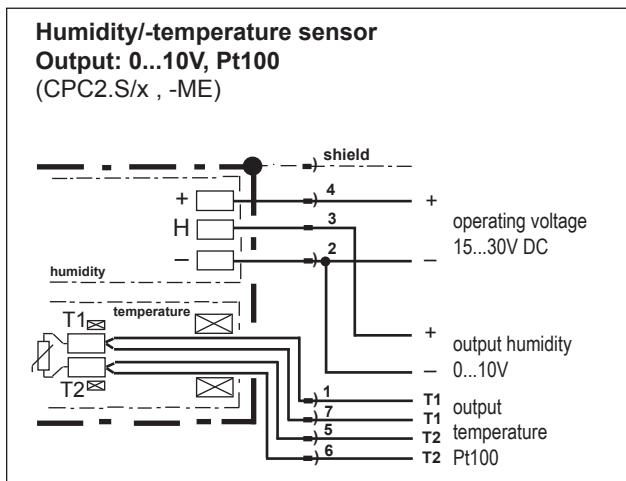 Humidity/-temperature sensor
Output: 0...10V, Pt100
(CPC2.S/x , -ME)
shield
+ 4 +
H 3 operating voltage
15...30V DC
– 2 –
humidity
temperature
T1
T2
+
output humidity
0...10V
–
1 T1 output
7 T1
5 T2 temperature
6 T2 Pt100